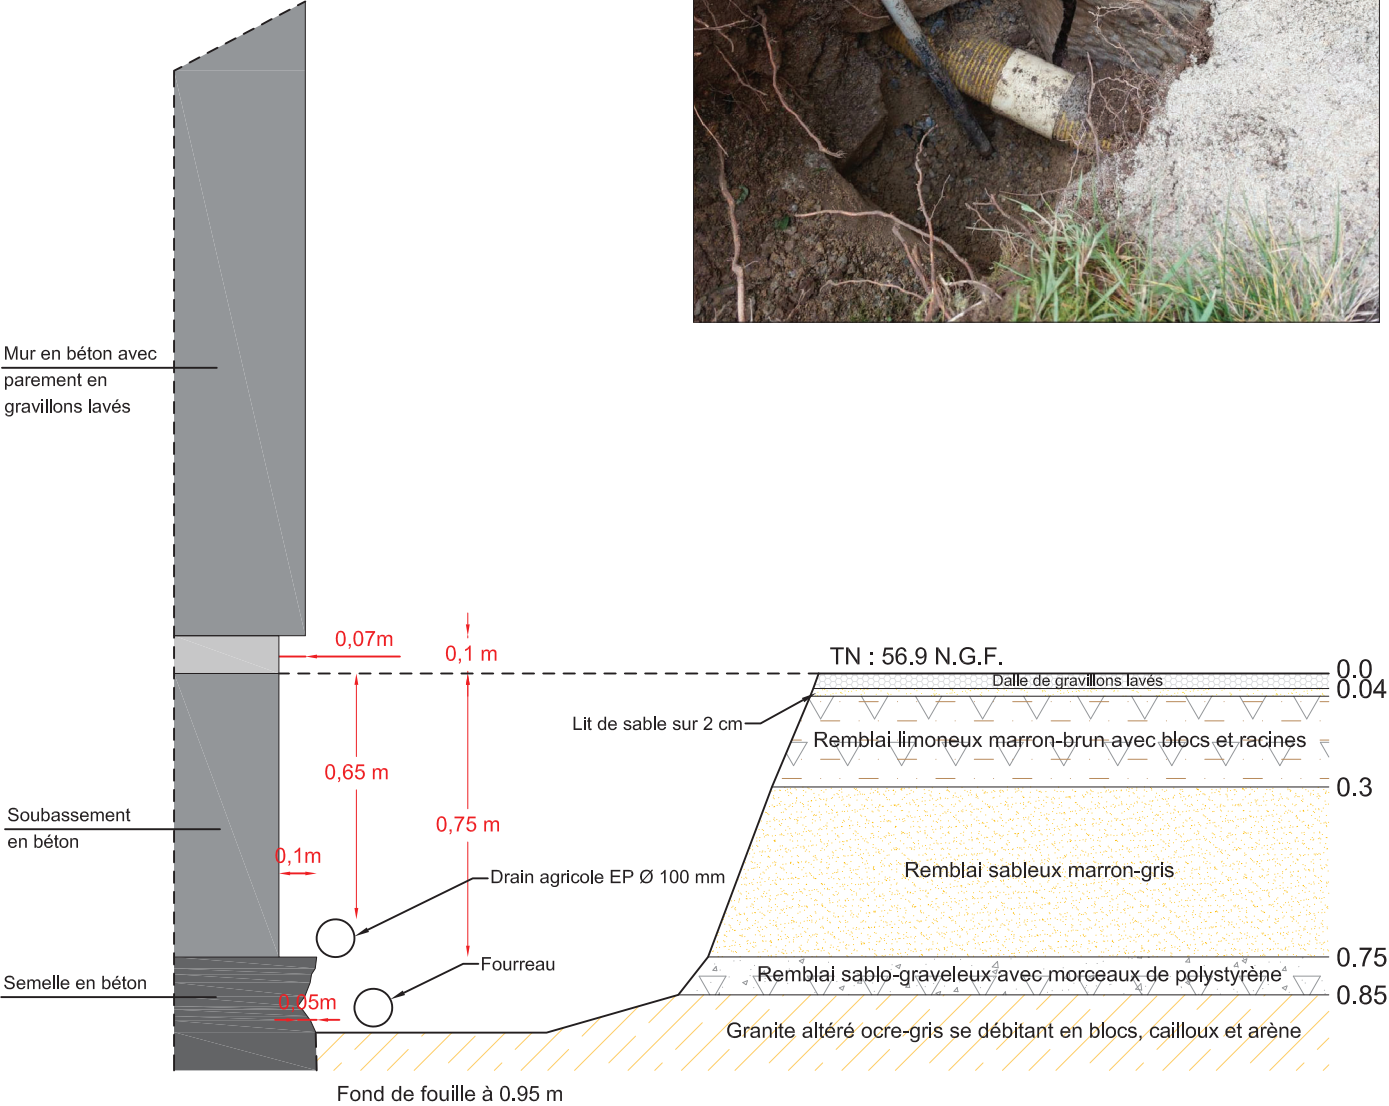 Mur en béton avec
parement en
gravillons lavés
0,07m
0,1 m
TN : 56.9 N.G.F.
0.0
Dalle de gravillons lavés
0.04
Lit de sable sur 2 cm
Remblai limoneux marron-brun avec blocs et racines
0,65 m
0.3
Soubassement
en béton
0,75 m
0,1m
Remblai sableux marron-gris
Drain agricole EP Ø 100 mm
0.75
Fourreau
Remblai sablo-graveleux avec morceaux de polystyrène
Semelle en béton
0,05m
0.85
Granite altéré ocre-gris se débitant en blocs, cailloux et arène
Fond de fouille à 0.95 m